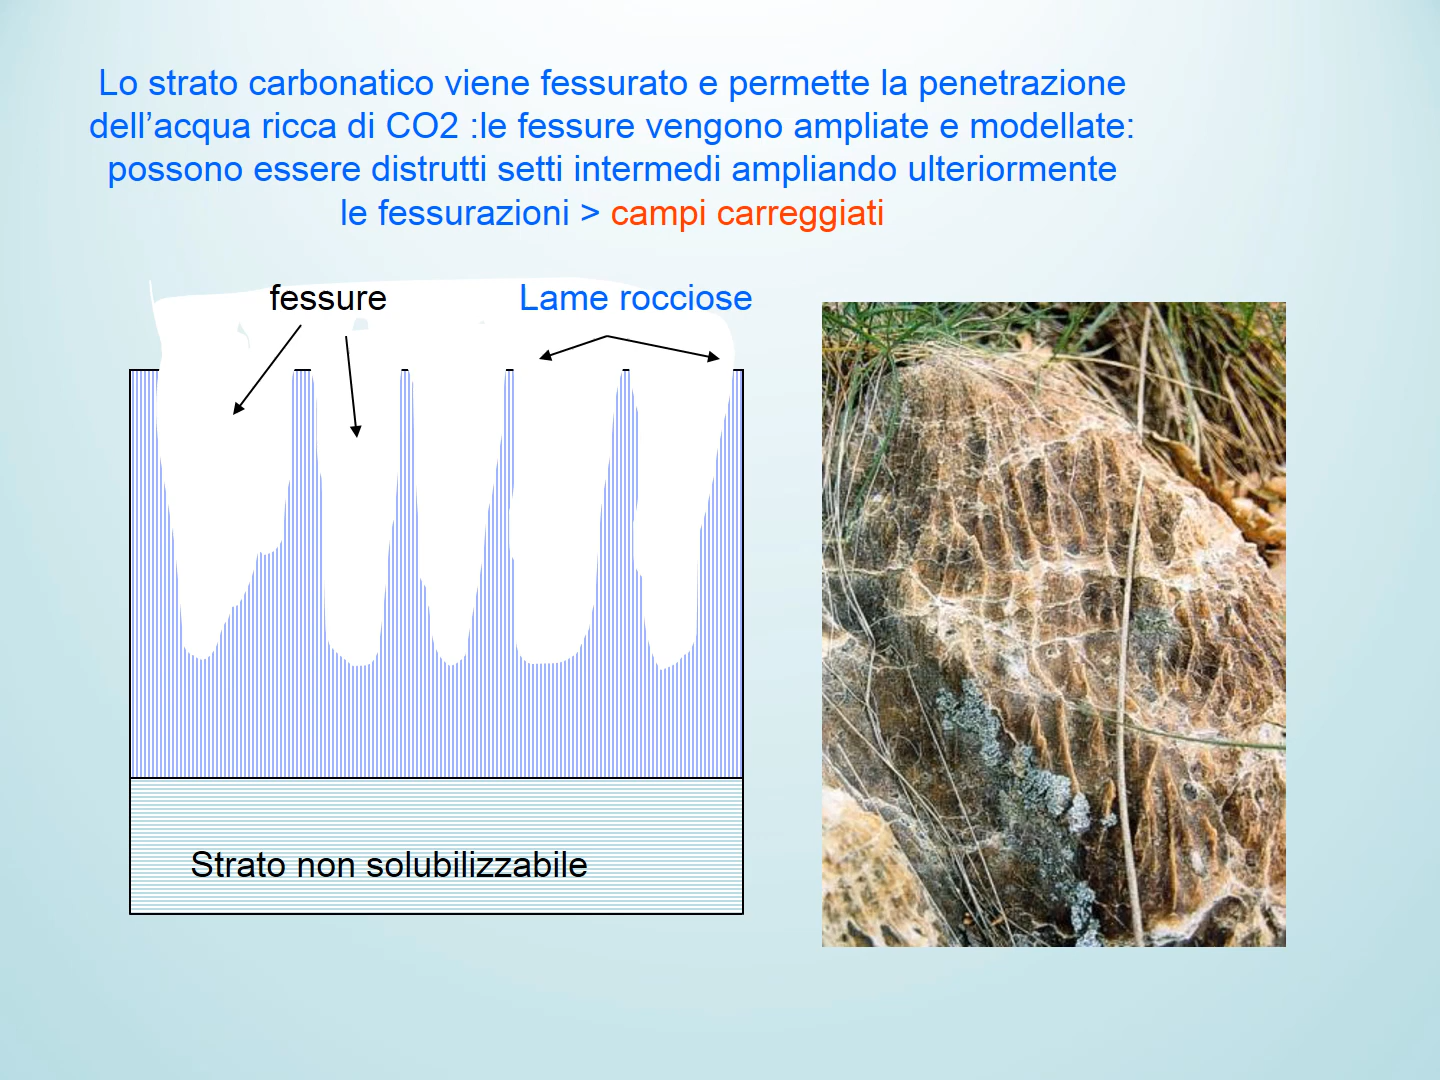 Lo strato carbonatico viene fessurato e permette la penetrazione
dell’acqua ricca di CO2 :le fessure vengono ampliate e modellate:
possono essere distrutti setti intermedi ampliando ulteriormente
le fessurazioni > campi carreggiati
fessure
Lame rocciose
Strato non solubilizzabile